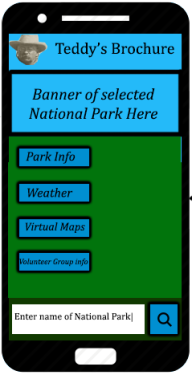 Teddy's Brochure
Banner of selected
National Park Here
Park Info
Weather
Virtual Maps
Volunteer Group info
Enter name of National Park|